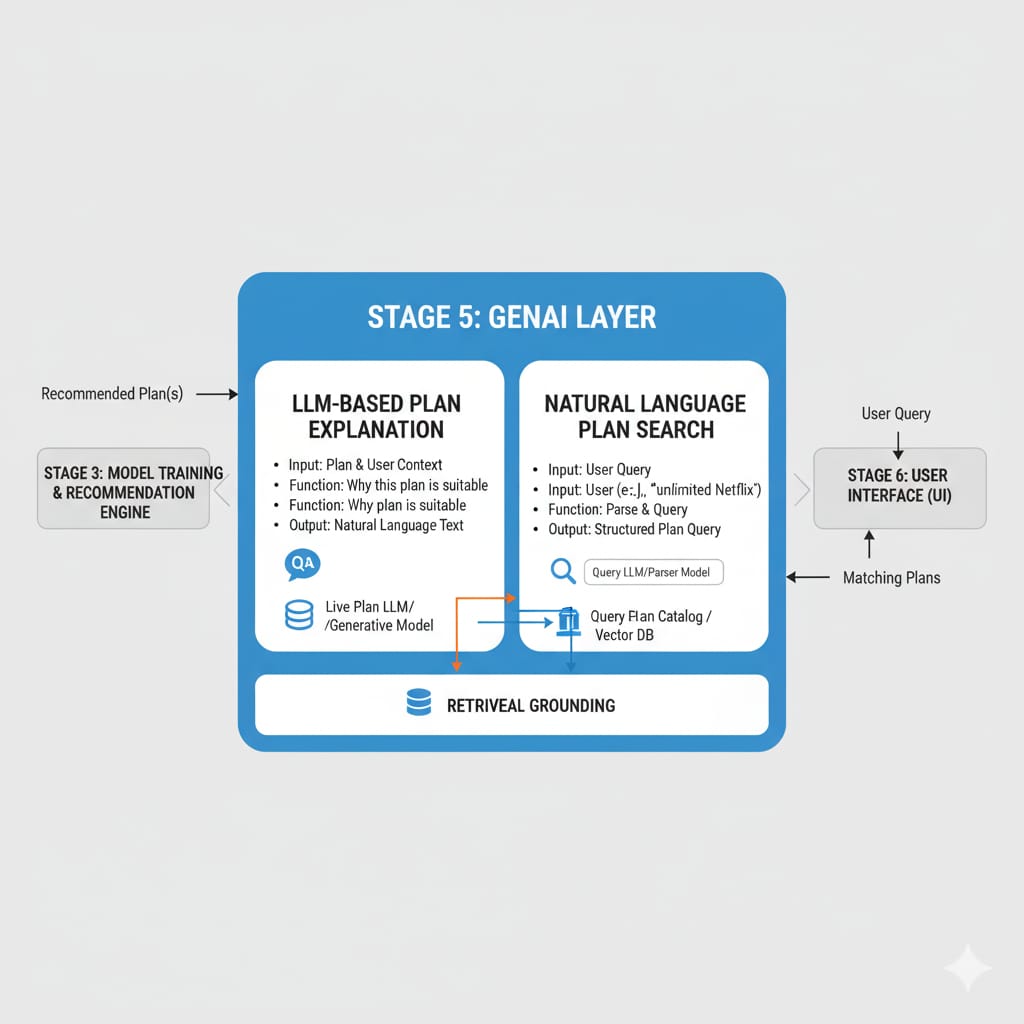 STAGE 5: GENAI LAYER
Recommended Plan(s)
STAGE 3: MODEL TRAINING
& RECOMMENDATION
ENGINE
LLM-BASED PLAN
EXPLANATION
• Input: Plan & User Context
• Function: Why this plan is suitable
• Function: Why plan is suitable
• Output: Natural Language Text
QA
Live Plan LLM/
/Generative Model
NATURAL LANGUAGE
PLAN SEARCH
• Input: User Query
• Input: User (e:.J,, "unlimited Netflix")
• Function: Parse & Query
• Output: Structured Plan Query
Query LLM/Parser Model
Query Flan Catalog /
Vector DB
RETRIVEAL GROUNDING
User Query
STAGE 6: USER
INTERFACE (UI)
Matching Plans